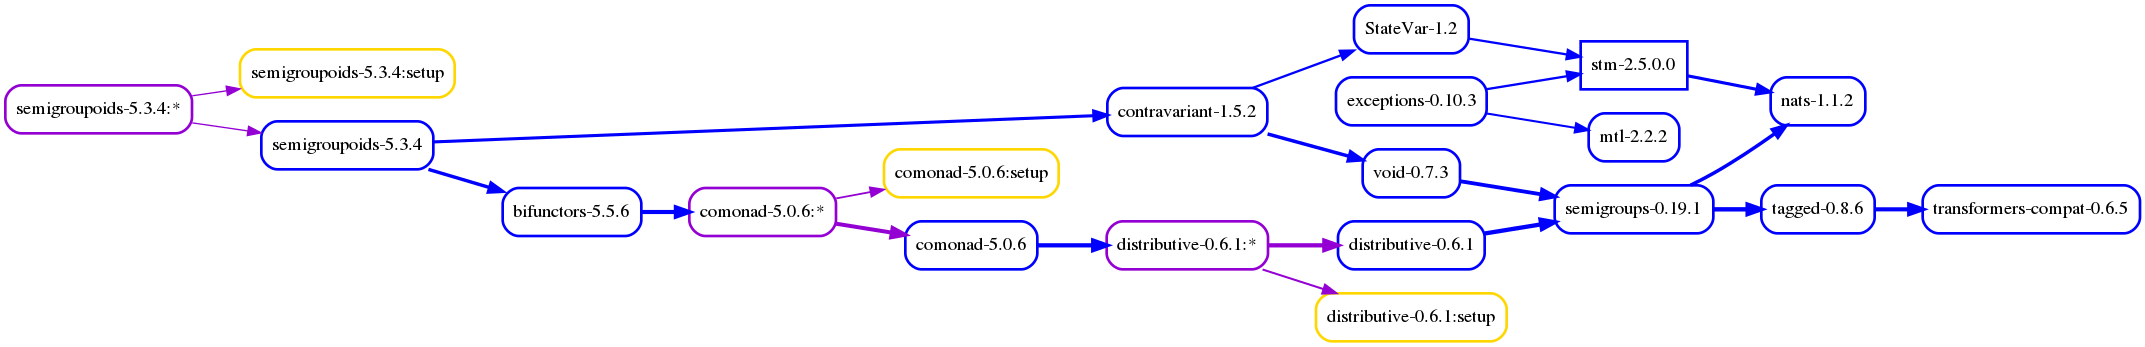 semigroupoids-5.3.4:*
semigroupoids-5.3.4:setup
semigroupoids-5.3.4
bifunctors-5.5.6
comonad-5.0.6:*
comonad-5.0.6:setup
comonad-5.0.6
contravariant-1.5.2
distributive-0.6.1:*
StateVar-1.2
exceptions-0.10.3
void-0.7.3
distributive-0.6.1
distributive-0.6.1:setup
stm-2.5.0.0
mtl-2.2.2
semigroups-0.19.1
nats-1.1.2
tagged-0.8.6
transformers-compat-0.6.5